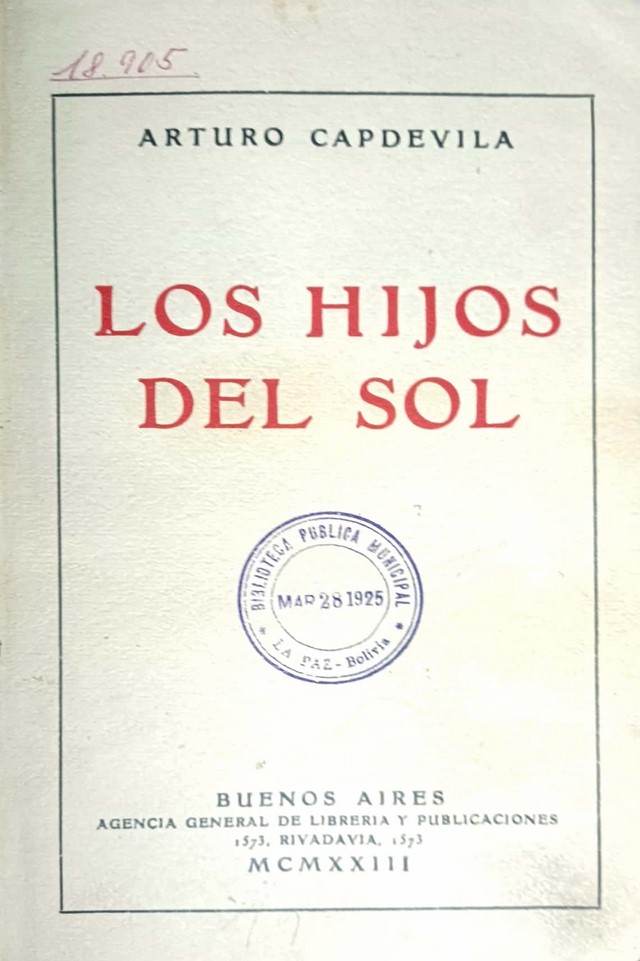 18.905
ARTURO CAPDEVILA
LOS HIJOS
DEL SOL
BIBLIOTECA PUBLICA MUNICIPAL
MAR 28 1925
* LA PAZ - Bolivia *
BUENOS AIRES
AGENCIA GENERAL DE LIBRERIA Y PUBLICACIONES
1573, RIVADAVIA, 1573
MCMXXIII